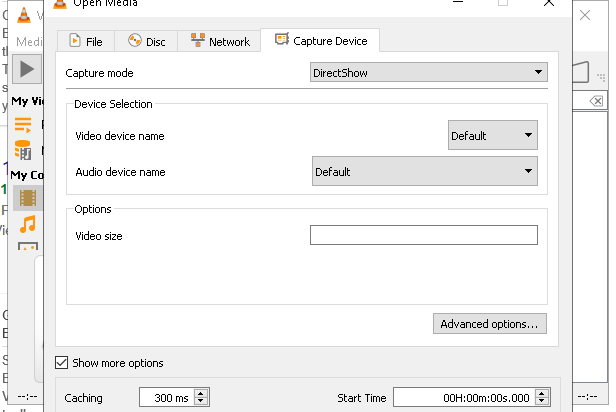 Open Media
V
Medi
File
Disc
Network
Capture Device
Capture mode
DirectShow
Device Selection
My Vi
Video device name
Default
Audio device name
Default
My Co
Options
Video size
Advanced options...
Show more options
Caching
300 ms
Start Time
00H:00m:00s.000
--:--
--:--